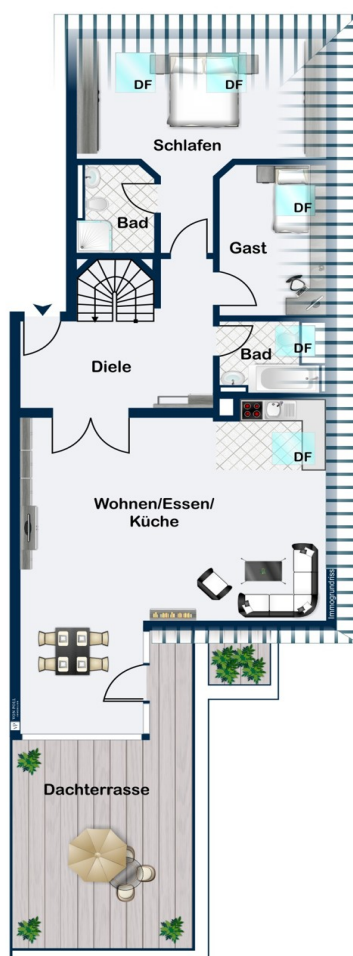 DF
DF
Schlafen
Bad
DF
Gast
Bad
DF
Diele
DF
Wohnen/Essen/
Küche
Immogrundriss
Dachterrasse